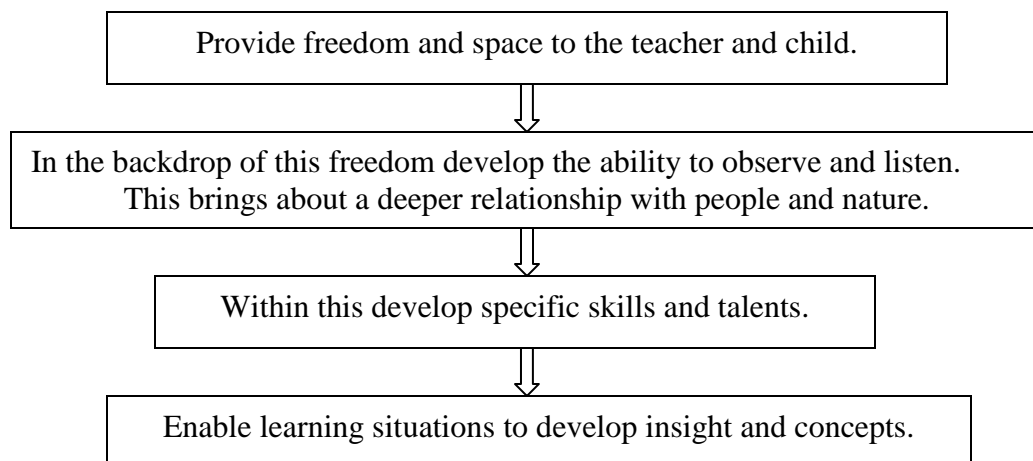 Provide freedom and space to the teacher and child.
In the backdrop of this freedom develop the ability to observe and listen.
This brings about a deeper relationship with people and nature.
Within this develop specific skills and talents.
Enable learning situations to develop insight and concepts.